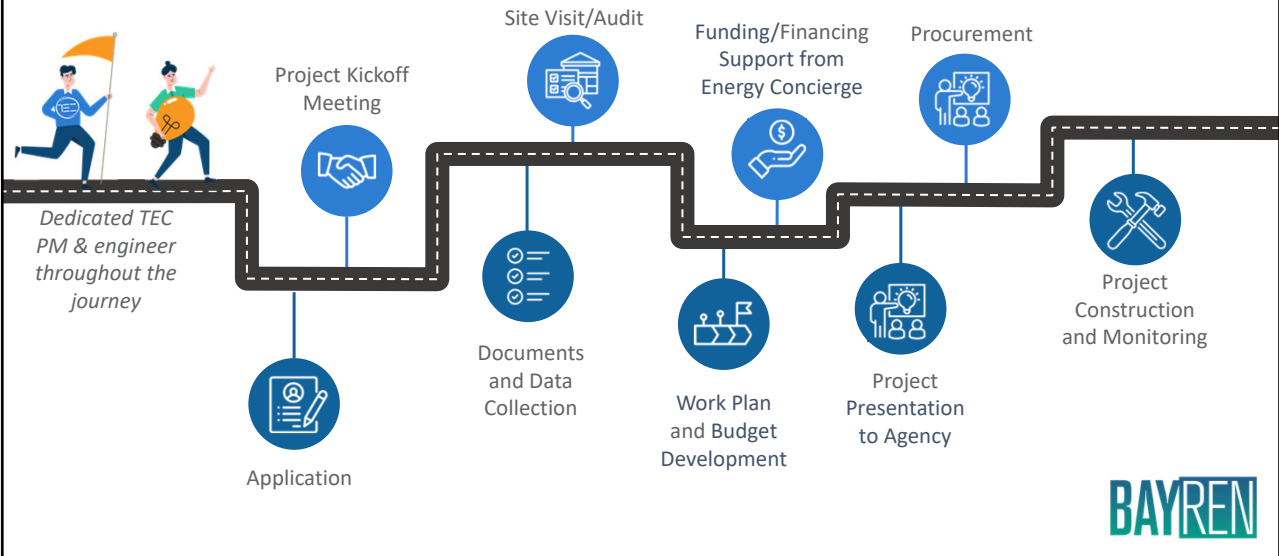 Dedicated TEC
PM & engineer
throughout the
journey
Application
Project Kickoff
Meeting
Documents
and Data
Collection
Site Visit/Audit
Work Plan
and Budget
Development
Funding/Financing
Support from
Energy Concierge
$
Project
Presentation
to Agency
Procurement
Project
Construction
and Monitoring
BAYREN